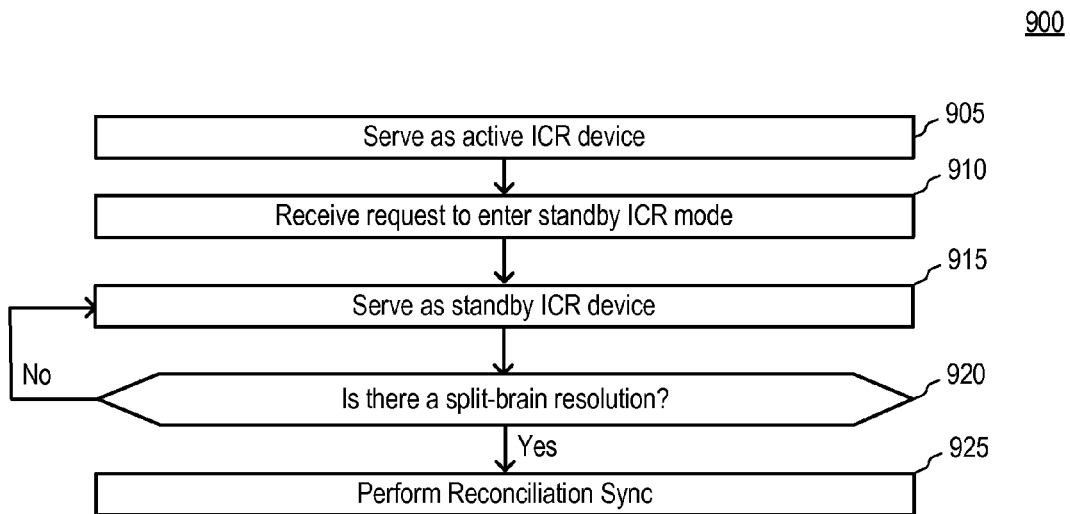 900
905
Serve as active ICR device
910
Receive request to enter standby ICR mode
915
Serve as standby ICR device
No
920
Is there a split-brain resolution?
Yes
925
Perform Reconciliation Sync